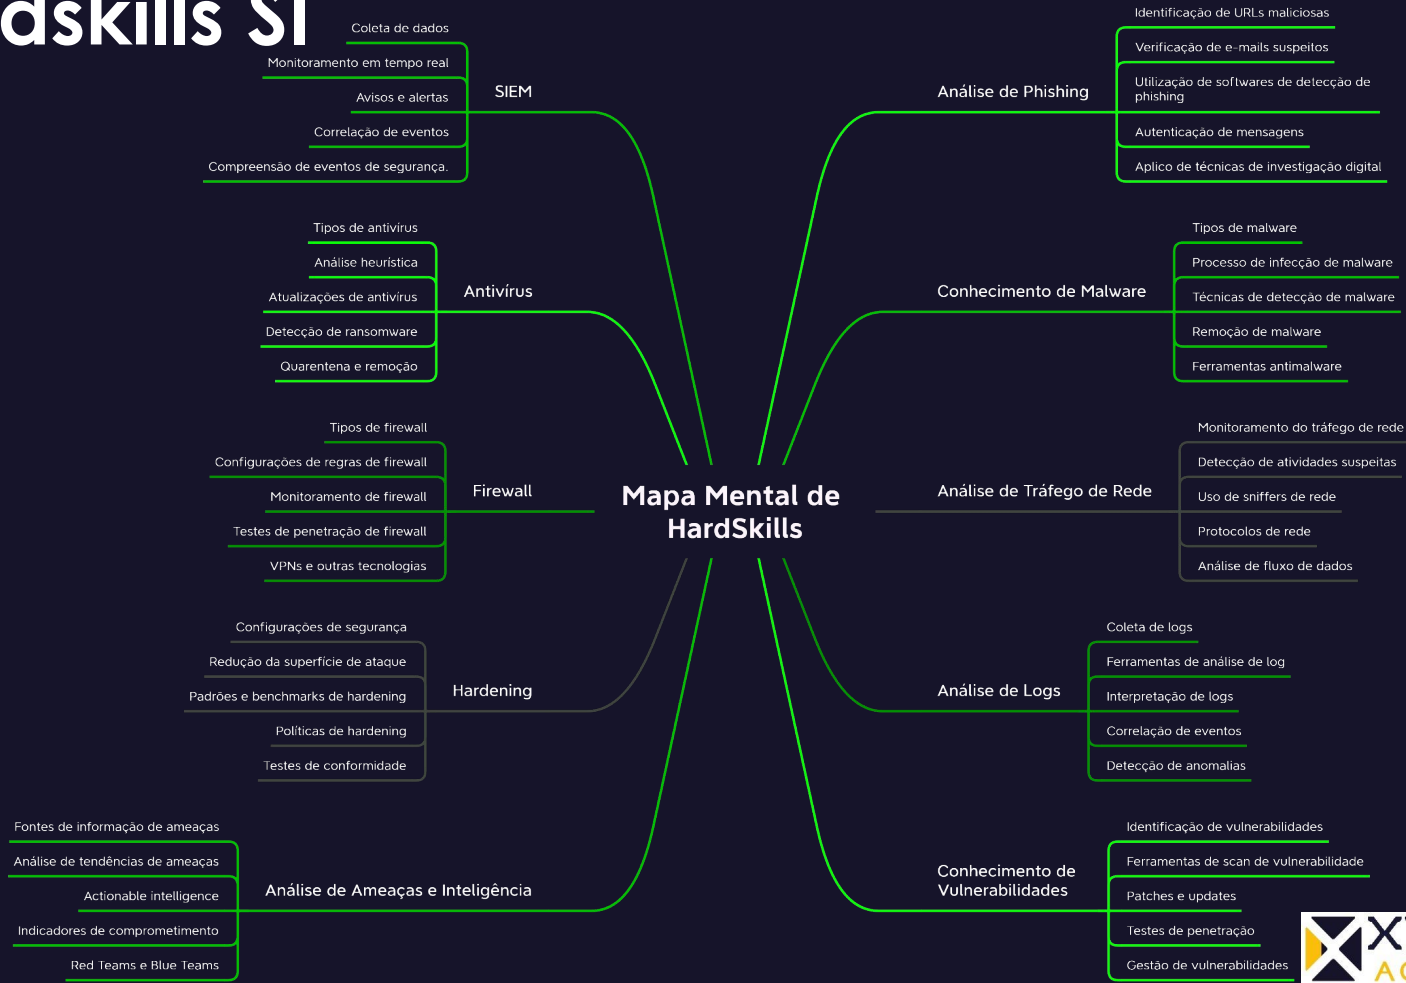 dskills SI
Coleta de dados
Monitoramento em tempo real
Avisos e alertas
Correlação de eventos
Compreensão de eventos de segurança.
SIEM
Tipos de antivírus
Análise heurística
Atualizações de antivírus
Detecção de ransomware
Quarentena e remoção
Antivírus
Tipos de firewall
Configurações de regras de firewall
Monitoramento de firewall
Testes de penetração de firewall
VPNs e outras tecnologias
Firewall
Configurações de segurança
Redução da superfície de ataque
Padrões e benchmarks de hardening
Políticas de hardening
Testes de conformidade
Hardening
Fontes de informação de ameaças
Análise de tendências de ameaças
Actionable intelligence
Indicadores de comprometimento
Red Teams e Blue Teams
Análise de Ameaças e Inteligência
Mapa Mental de
HardSkills
Análise de Phishing
Identificação de URLs maliciosas
Verificação de e-mails suspeitos
Utilização de softwares de detecção de
phishing
Autenticação de mensagens
Aplico de técnicas de investigação digital
Conhecimento de Malware
Tipos de malware
Processo de infecção de malware
Técnicas de detecção de malware
Remoção de malware
Ferramentas antimalware
Análise de Tráfego de Rede
Monitoramento do tráfego de rede
Detecção de atividades suspeitas
Uso de sniffers de rede
Protocolos de rede
Análise de fluxo de dados
Análise de Logs
Coleta de logs
Ferramentas de análise de log
Interpretação de logs
Correlação de eventos
Detecção de anomalias
Conhecimento de
Vulnerabilidades
Identificação de vulnerabilidades
Ferramentas de scan de vulnerabilidade
Patches e updates
Testes de penetração
Gestão de vulnerabilidades